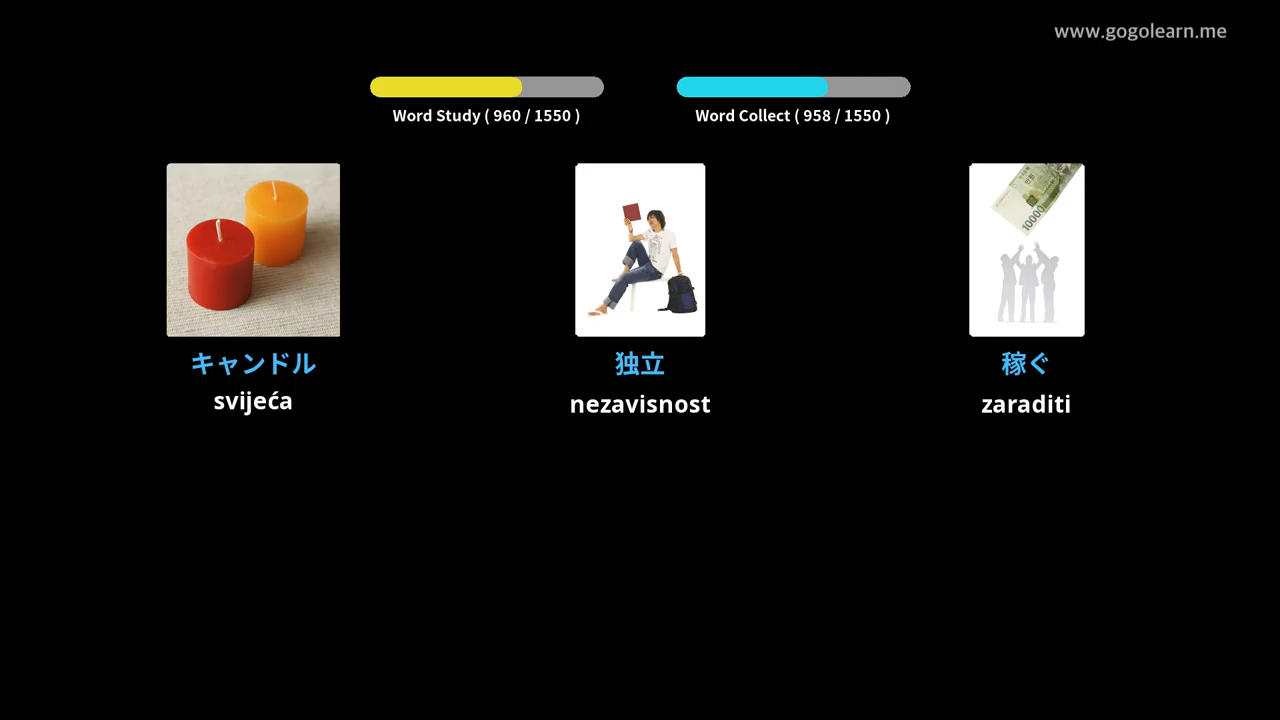 www.gogolearn.me
Word Study ( 960 / 1550 )
Word Collect ( 958 / 1550 )
10000
キャンドル
独立
稼ぐ
svijeća
nezavisnost
zaraditi